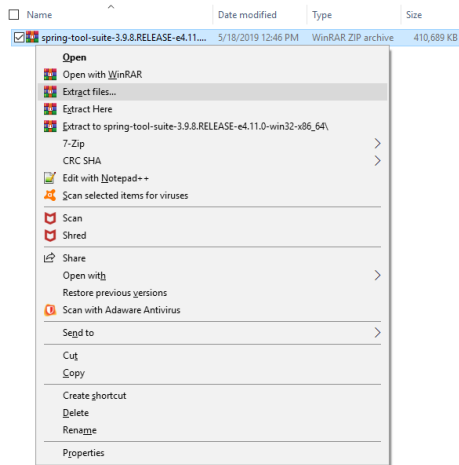 Name Date modified Type Size
spring-tool-suite-3.9.8.RELEASE-e4.11.... 5/18/2019 12:46 PM WinRAR ZIP archive 410,689 KB
Open
Open with WinRAR
Extract files...
Extract Here
Extract to spring-tool-suite-3.9.8.RELEASE-e4.11.0-win32-x86_64\
7-Zip
CRC SHA
Edit with Notepad++
Scan selected items for viruses
Scan
Shred
Share
Open with
Restore previous versions
Scan with Adaware Antivirus
Send to
Cut
Copy
Create shortcut
Delete
Rename
Properties